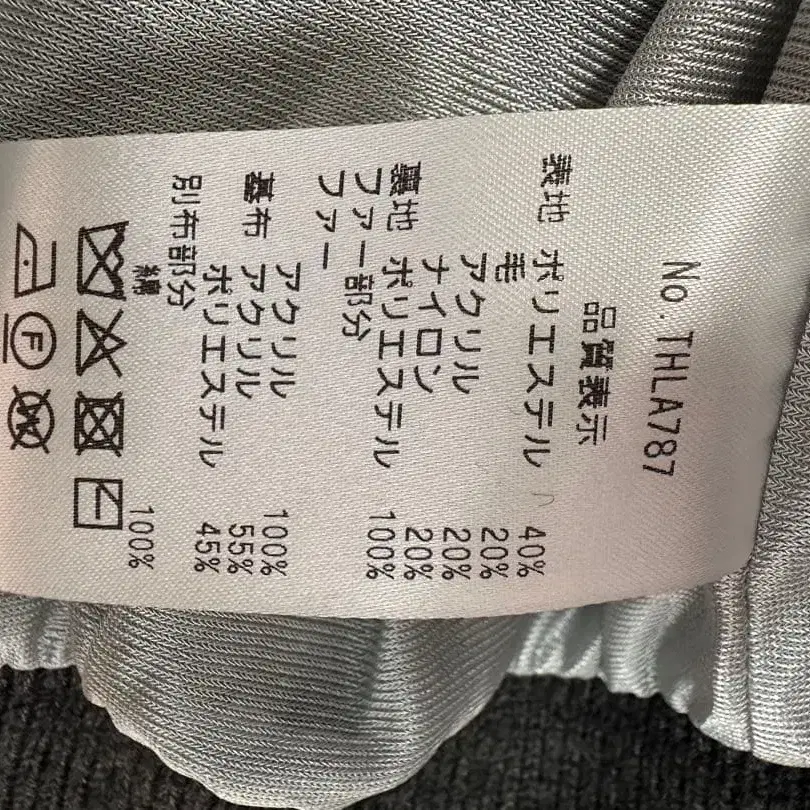 No. THLA787
品質表示
表地 ポリエステル 40%
毛 20%
アクリル 20%
ナイロン 20%
裏地 ポリエステル 100%
ファー部分
ファー アクリル 100%
基布 アクリル 55%
ポリエステル 45%
別布部分
綿 100%
F
W